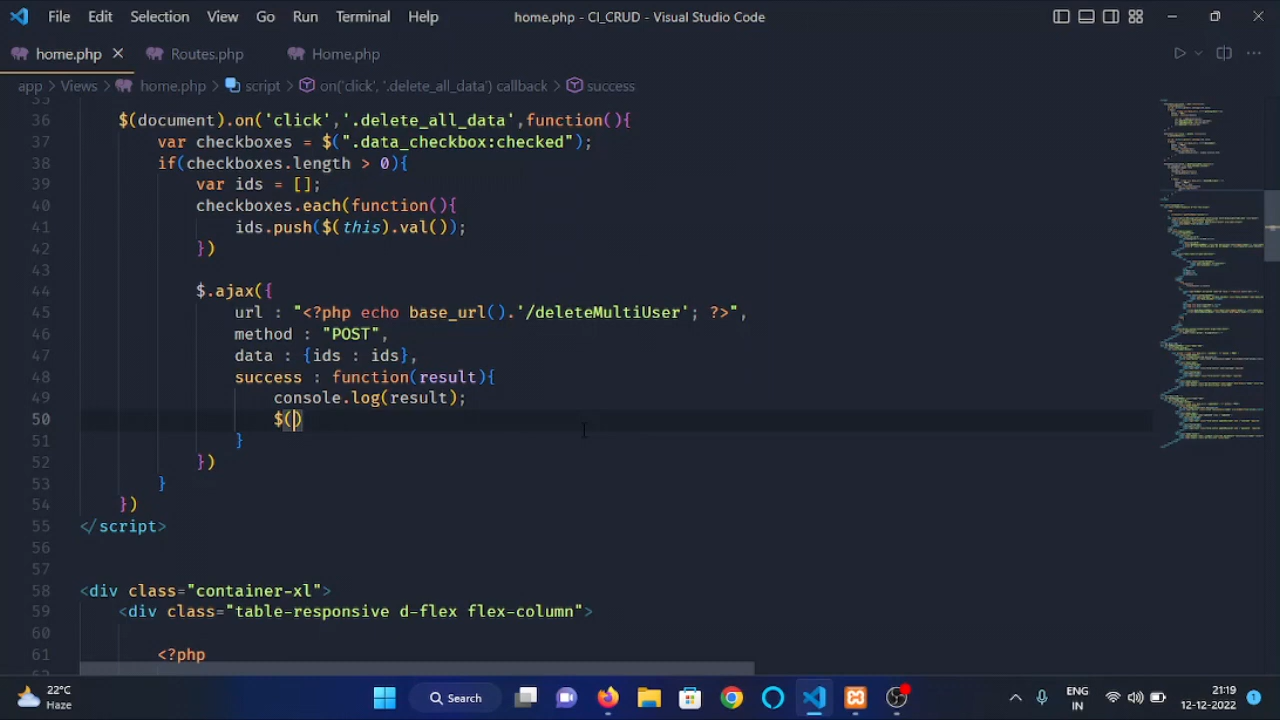 File Edit Selection View Go Run Terminal Help
home.php - CI_CRUD - Visual Studio Code
home.php Routes.php Home.php
app > Views > home.php > script > on('click', '.delete_all_data') callback > success
35
36 $(document).on('click','.delete_all_data ,function(){
37 var checkboxes = $(".data_checkbox checked");
38 if(checkboxes.length > 0){
39 var ids = [];
40 checkboxes.each(function(){
41 ids.push($(this).val());
42 })
43
44 $.ajax({
45 url : "<?php echo base_url() '/deleteMultiUser'; ?>",
46 method : "POST",
47 data : {ids : ids},
48 success : function(result){
49 console.log(result);
50 $()
51 }
52 })
53 }
54 })
55 </script>
56
57
58 <div class="container-xl">
59 <div class="table-responsive d-flex flex-column">
60
61 <?php
22°C
Haze
Search
ENG
IN
21:19
12-12-2022
1